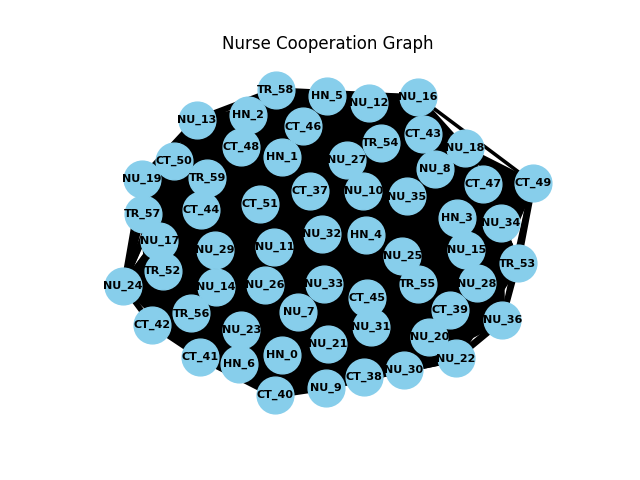 Nurse Cooperation Graph
TR_58
HN_5
NU_16
NU_12
HN_2
NU_13
CT_46
CT_43
TR_54
CT_48
NU_18
HN_1
NU_27
CT_50
NU_8
NU_19
TR_59
CT_49
CT_47
CT_37
NU_10
NU_35
CT_51
CT_44
TR_57
HN_3
NU_34
NU_32
HN_4
NU_17
NU_11
NU_29
NU_15
NU_25
TR_53
TR_52
NU_24
NU_14
NU_26
NU_33
TR_55
NU_28
CT_45
TR_56
NU_7
CT_39
NU_36
CT_42
NU_31
NU_23
NU_20
NU_21
HN_0
CT_41
NU_22
HN_6
NU_30
CT_38
NU_9
CT_40